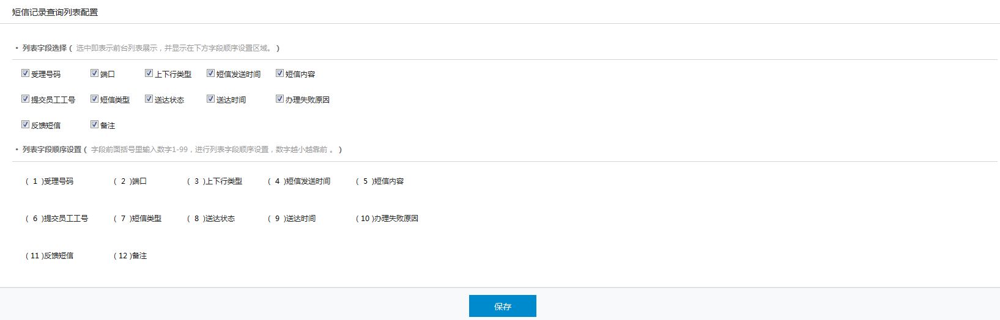 短信记录查询列表配置
• 列表字段选择（ 选中即表示前台列表展示，并显示在下方字段顺序设置区域。）
受理号码 端口 上下行类型 短信发送时间 短信内容
提交员工工号 短信类型 送达状态 送达时间 办理失败原因
反馈短信 备注
• 列表字段顺序设置（ 字段前面括号里输入数字1-99，进行列表字段顺序设置，数字越小越靠前 。）
( 1 )受理号码 ( 2 )端口 ( 3 )上下行类型 ( 4 )短信发送时间 ( 5 )短信内容
( 6 )提交员工工号 ( 7 )短信类型 ( 8 )送达状态 ( 9 )送达时间 ( 10 )办理失败原因
( 11 )反馈短信 ( 12 )备注
保存